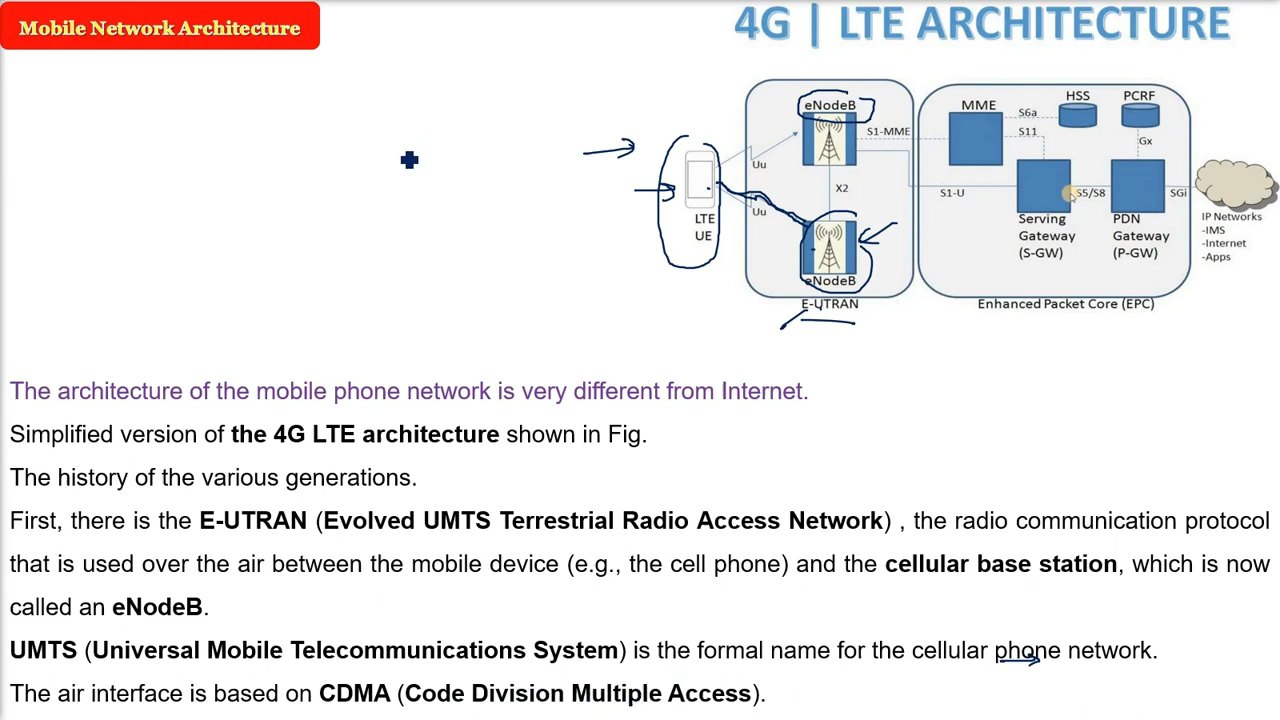 Mobile Network Architecture
4G | LTE ARCHITECTURE
eNodeB
MME
HSS
PCRF
S6a
S1-MME
S11
Gx
Uu
X2
S1-U
S5/S8
SGi
LTE
UE
Uu
Serving
Gateway
(S-GW)
PDN
Gateway
(P-GW)
IP Networks
-IMS
-Internet
-Apps
eNodeB
E-UTRAN
Enhanced Packet Core (EPC)
The architecture of the mobile phone network is very different from Internet.
Simplified version of the 4G LTE architecture shown in Fig.
The history of the various generations.
First, there is the E-UTRAN (Evolved UMTS Terrestrial Radio Access Network) , the radio communication protocol
that is used over the air between the mobile device (e.g., the cell phone) and the cellular base station, which is now
called an eNodeB.
UMTS (Universal Mobile Telecommunications System) is the formal name for the cellular phone network.
The air interface is based on CDMA (Code Division Multiple Access).